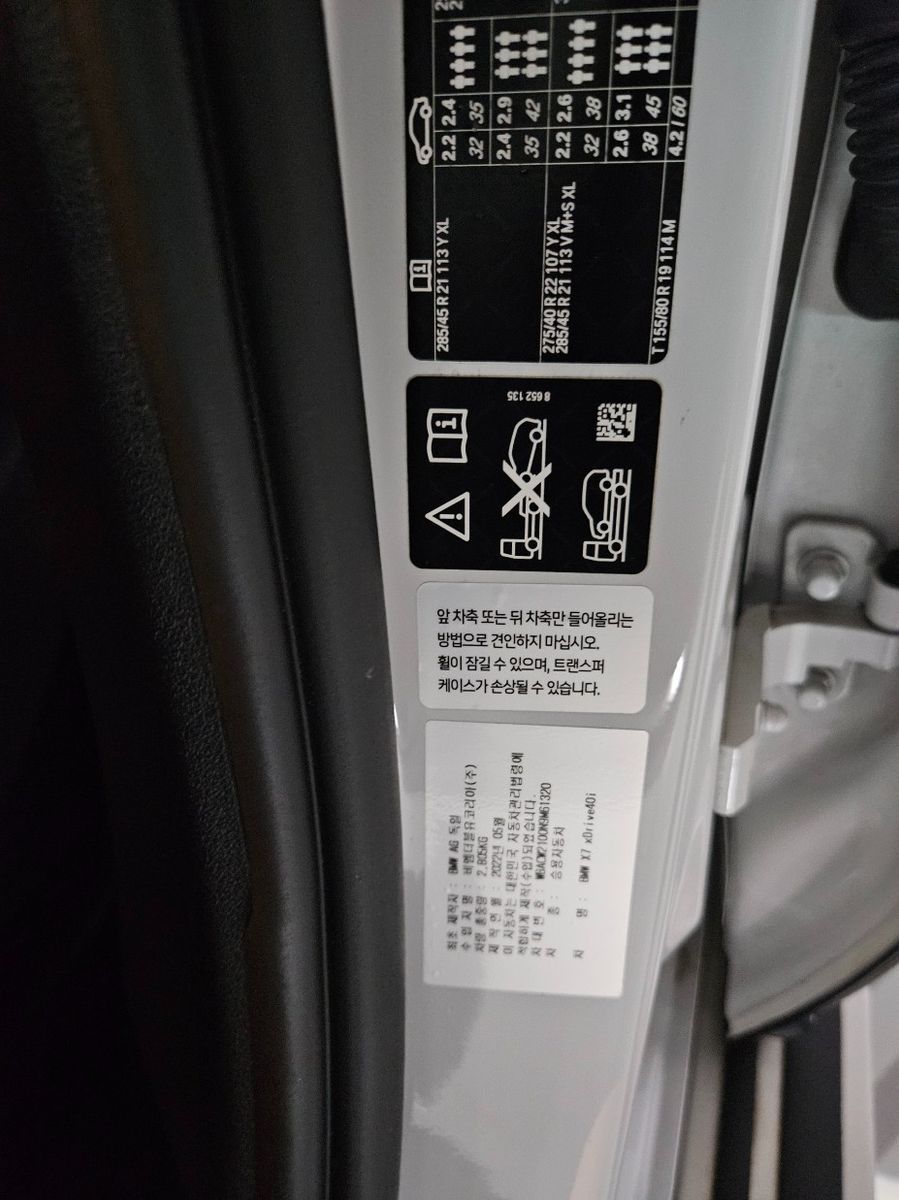 2.2 2.4
32 35
2.4 2.9
35 42
2.2 2.6
32 38
2.6 3.1
38 45
4.2 / 60
285/45 R 21 113 Y XL
275/40 R 22 107 Y XL
285/45 R 21 113 V M+S XL
T 155/80 R 19 114 M
8 652 135
앞 차축 또는 뒤 차축만 들어올리는
방법으로 견인하지 마십시오.
휠이 잠길 수 있으며, 트랜스퍼
케이스가 손상될 수 있습니다.
최초 제작자 : BMW AG 독일
수 입 자 명 : 비엠더블유코리아(주)
차량 총중량 : 2,805KG
제 작 연 월 : 2022년 05월
이 자동차는 대한민국 자동차관리법령에
적합하게 제작(수입)되었습니다.
차 대 번 호 : WBACW2100N9M61320
차 종 : 승용자동차
차 명 : BMW X7 xDrive40i